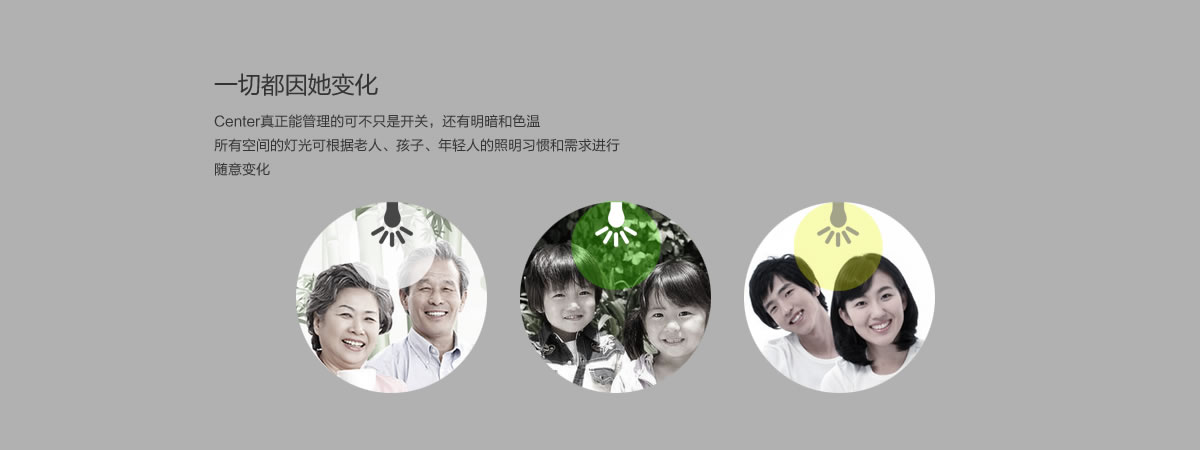 一切都因她变化
Center真正能管理的可不只是开关，还有明暗和色温
所有空间的灯光可根据老人、孩子、年轻人的照明习惯和需求进行
随意变化